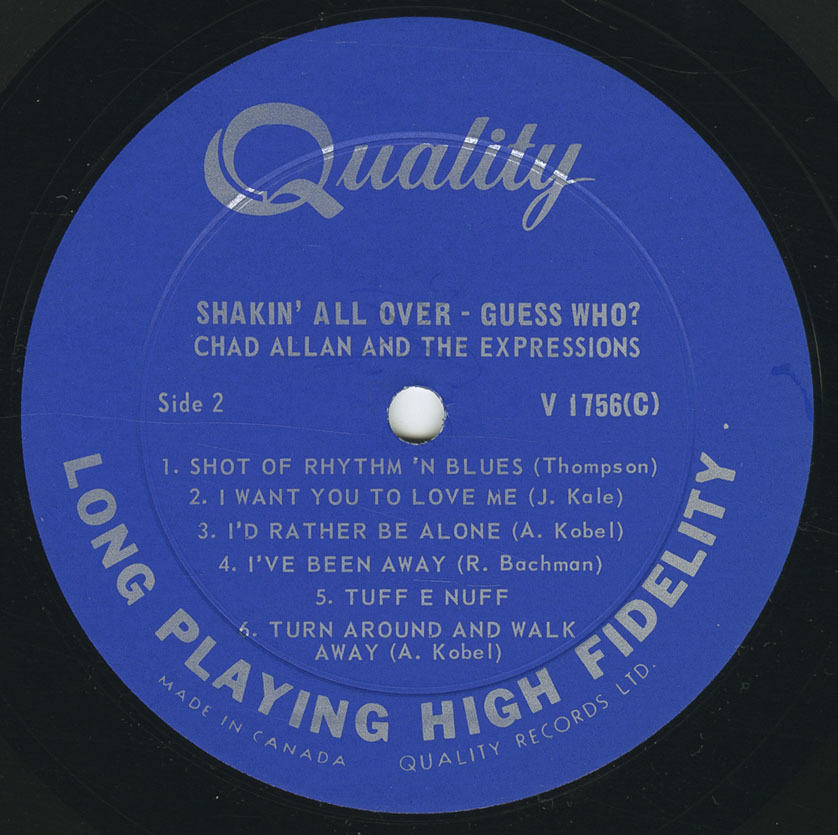 Quality
SHAKIN' ALL OVER - GUESS WHO?
CHAD ALLAN AND THE EXPRESSIONS
Side 2
V 1756(C)
1. SHOT OF RHYTHM 'N BLUES (Thompson)
2. I WANT YOU TO LOVE ME (J. Kale)
3. I'D RATHER BE ALONE (A. Kobel)
4. I'VE BEEN AWAY (R. Bachman)
5. TUFF E NUFF
6. TURN AROUND AND WALK
AWAY (A. Kobel)
LONG PLAYING HIGH FIDELITY
MADE IN CANADA
QUALITY RECORDS LTD.